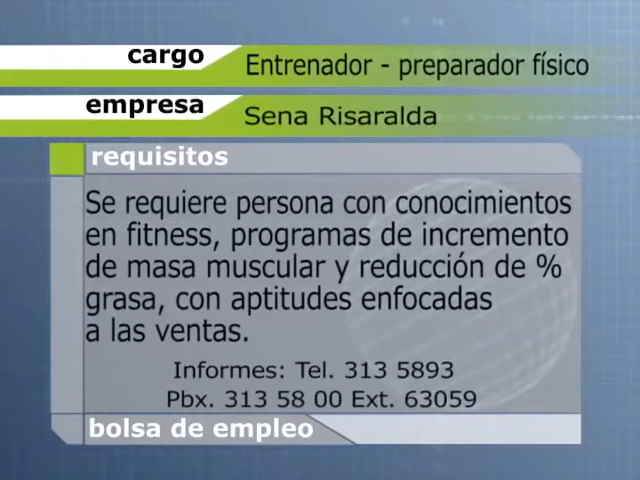 cargo
Entrenador - preparador físico
empresa
Sena Risaralda
requisitos
Se requiere persona con conocimientos
en fitness, programas de incremento
de masa muscular y reducción de %
grasa, con aptitudes enfocadas
a las ventas.
Informes: Tel. 313 5893
Pbx. 313 58 00 Ext. 63059
bolsa de empleo